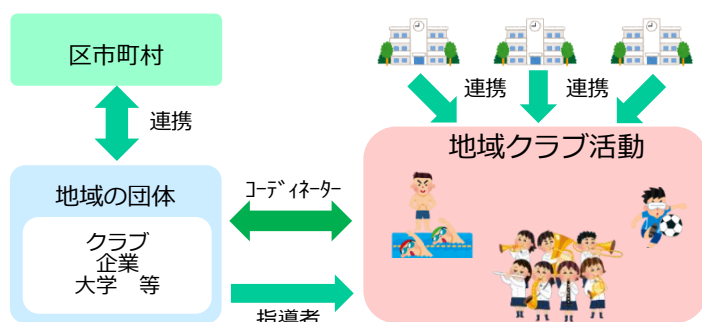 区市町村
連携
連携
連携
地域クラブ活動
地域の団体
クラブ
企業
大学　等
コーディネーター
指導者